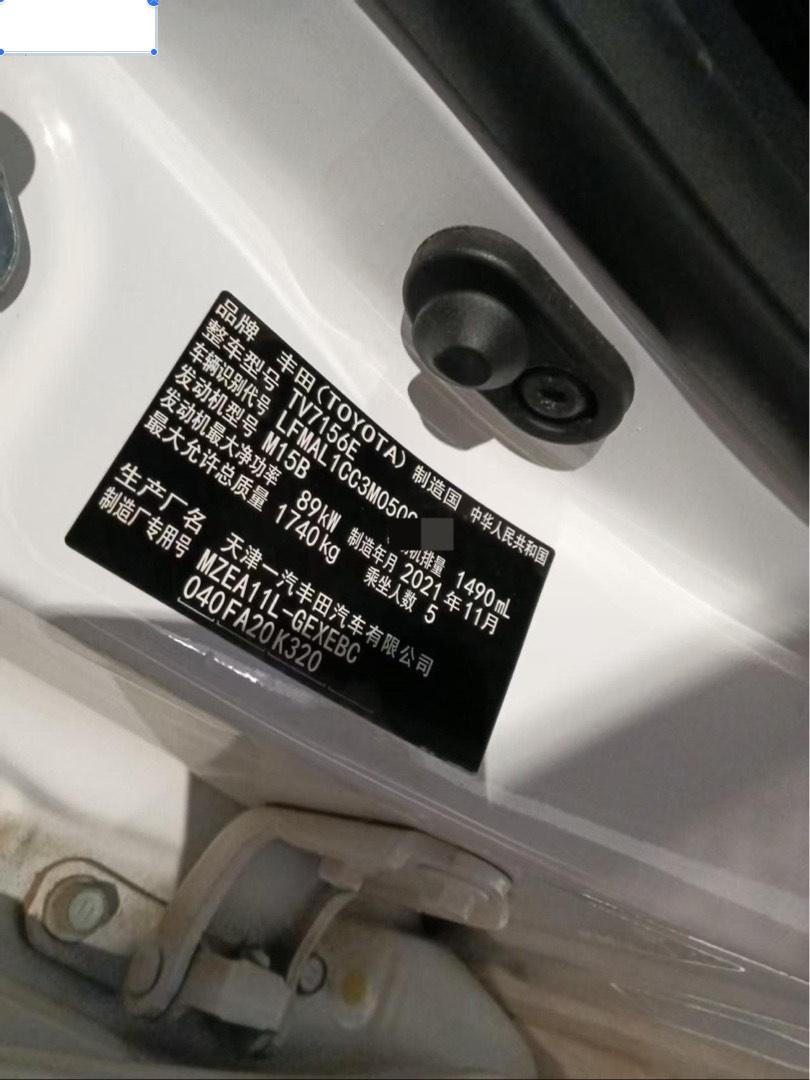 品牌 丰田(TOYOTA) 制造国 中华人民共和国
整车型号 TV7156E
车辆识别代号 LFMAL1CC3M050
发动机型号 M15B 机排量 1490mL
发动机最大净功率 89kW 制造年月 2021年11月
最大允许总质量 1740kg 乘坐人数 5
生产厂名 天津一汽丰田汽车有限公司
制造厂专用号 MZEA11L-GEXEBC
040FA20K320